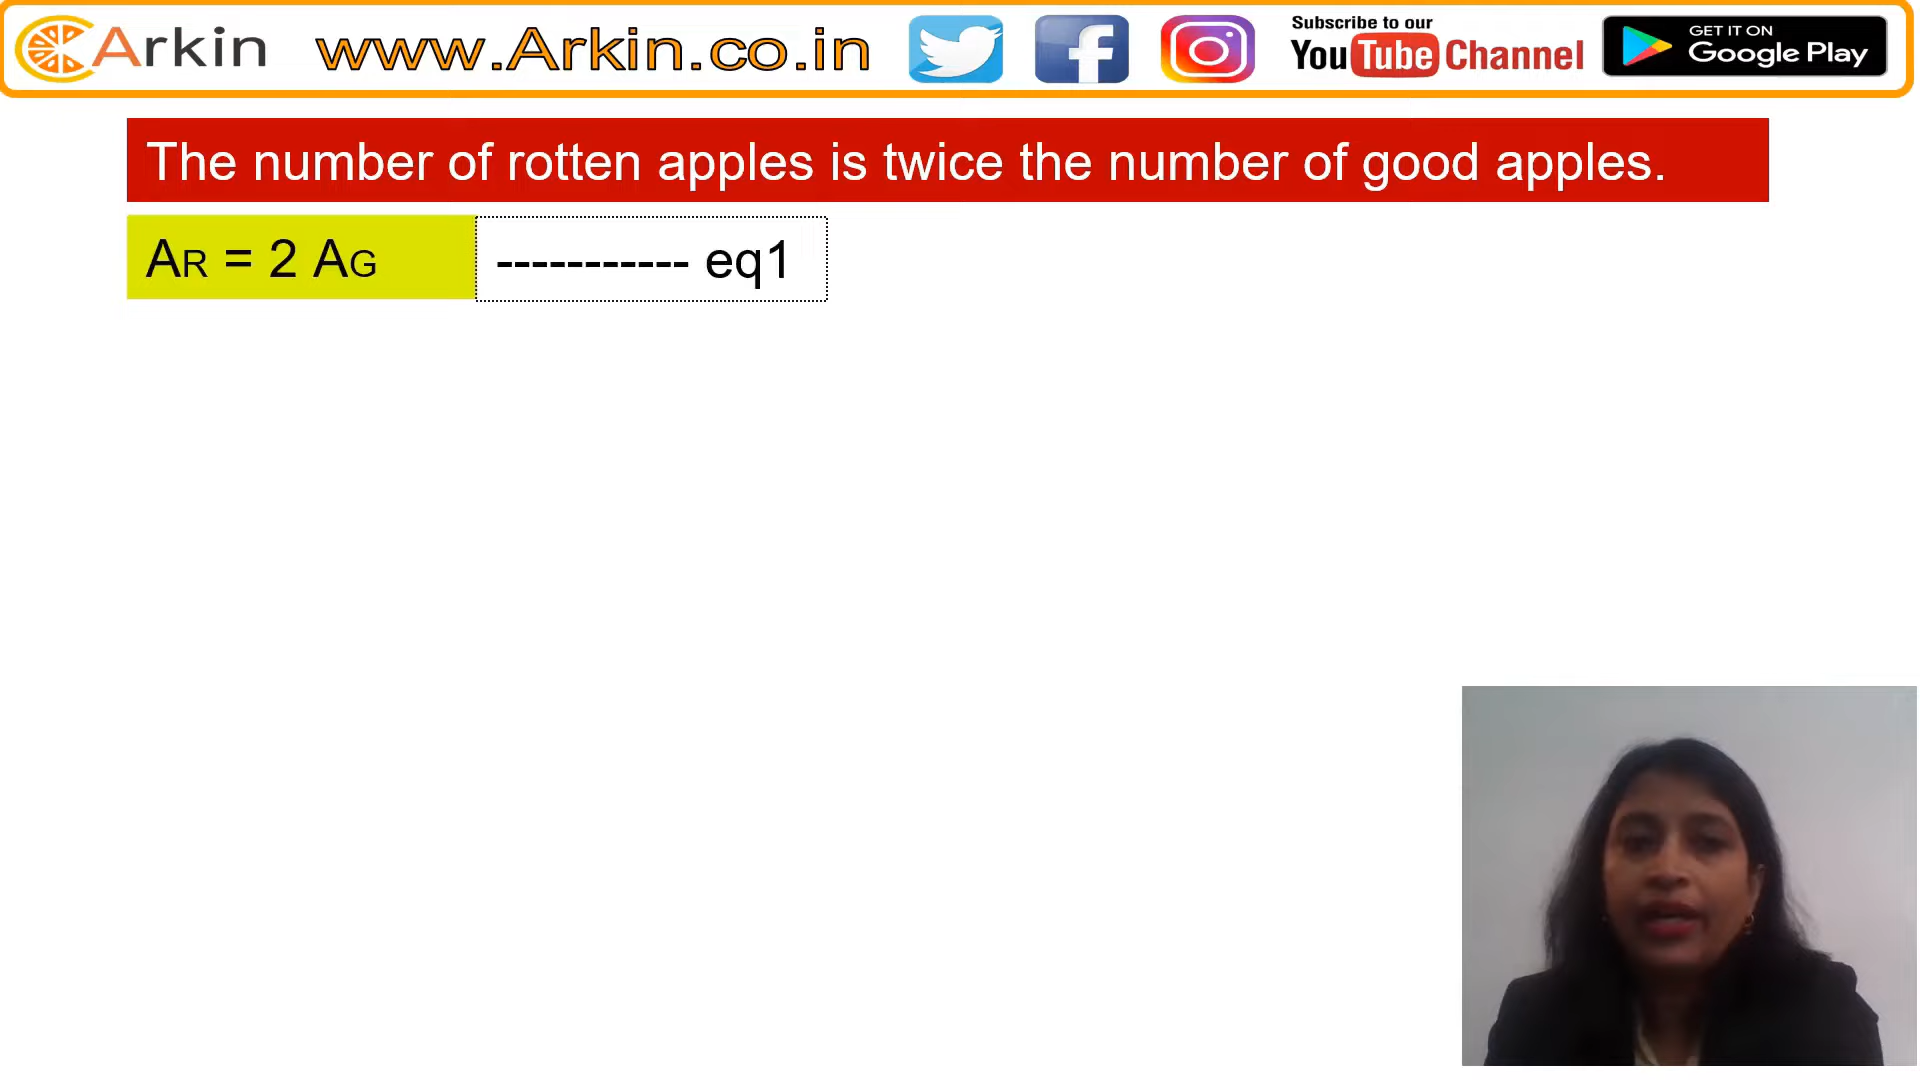 Arkin www.Arkin.co.in Subscribe to our GET IT ON
YouTube Channel Google Play
The number of rotten apples is twice the number of good apples.
AR = 2 AG ----------- eq1